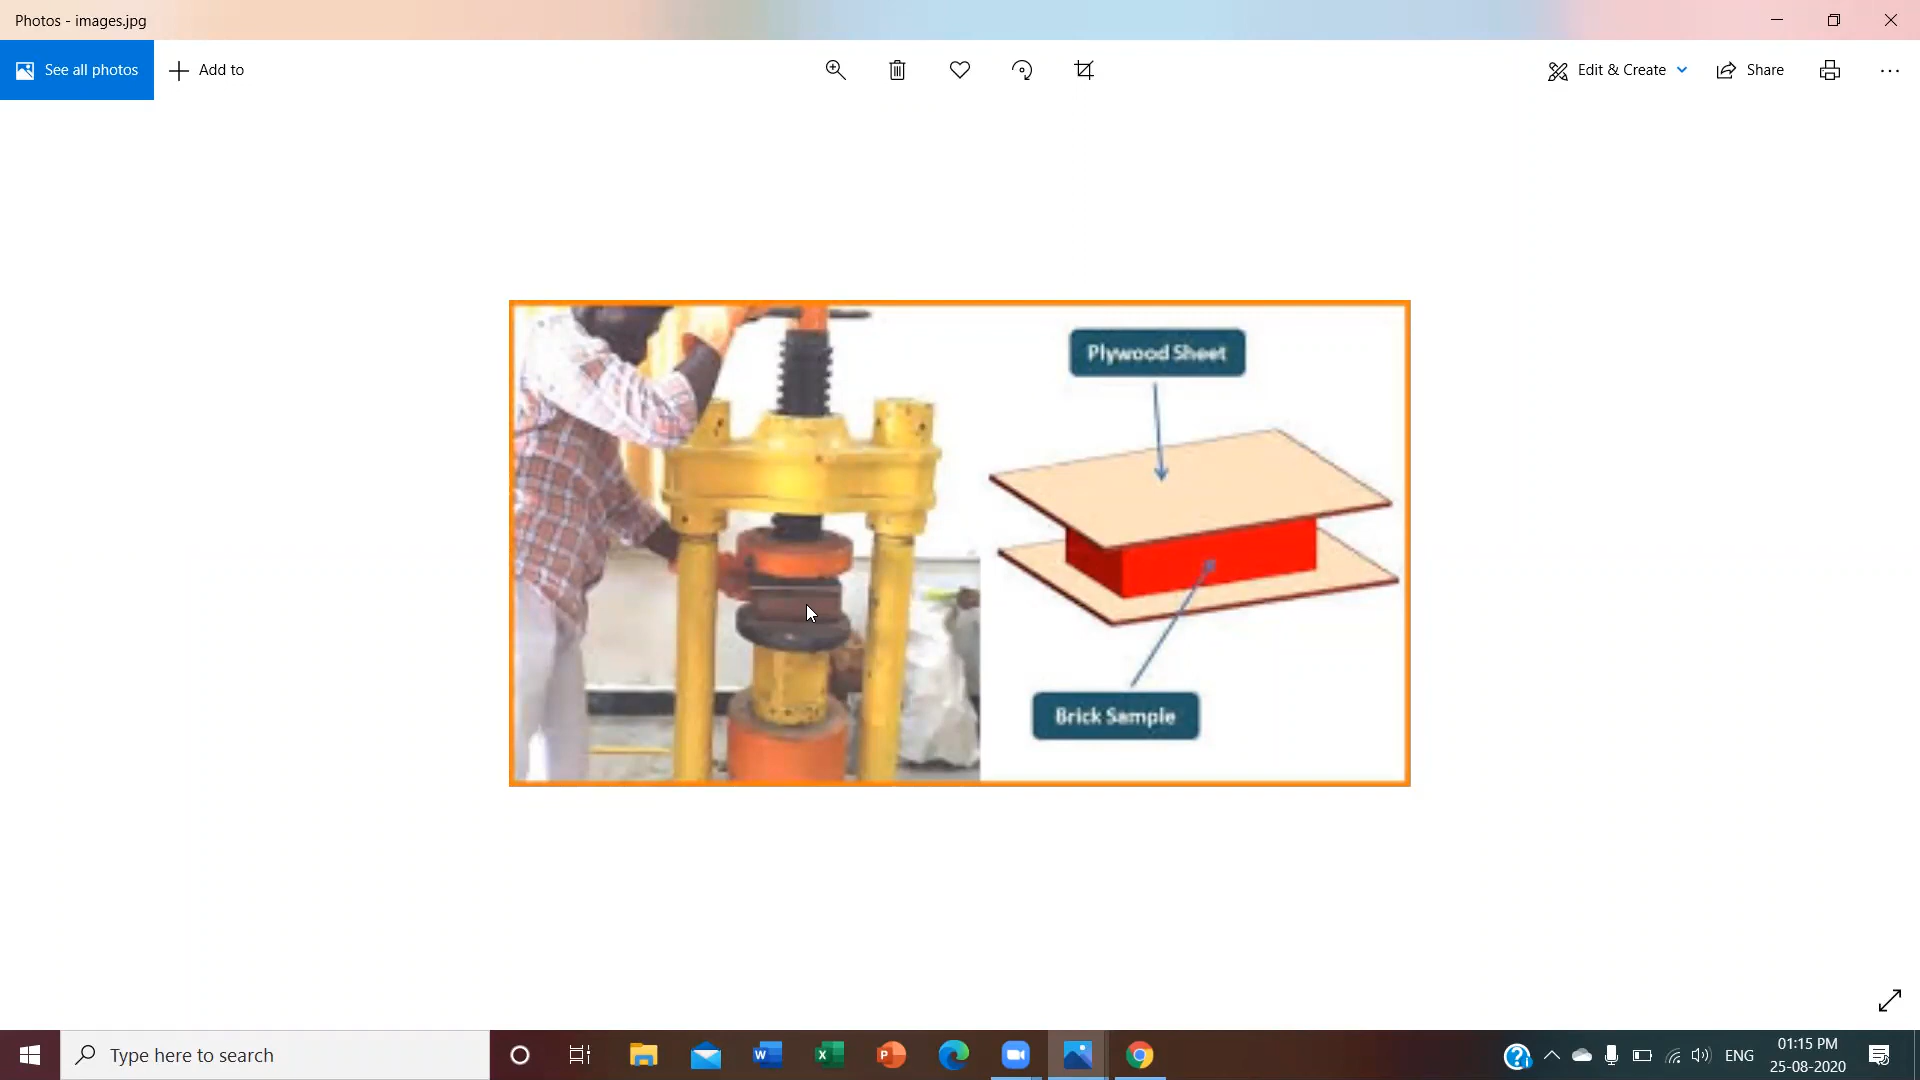 Photos - images.jpg
See all photos
Add to
Edit & Create
Share
Plywood Sheet
Brick Sample
Type here to search
ENG
01:15 PM
25-08-2020